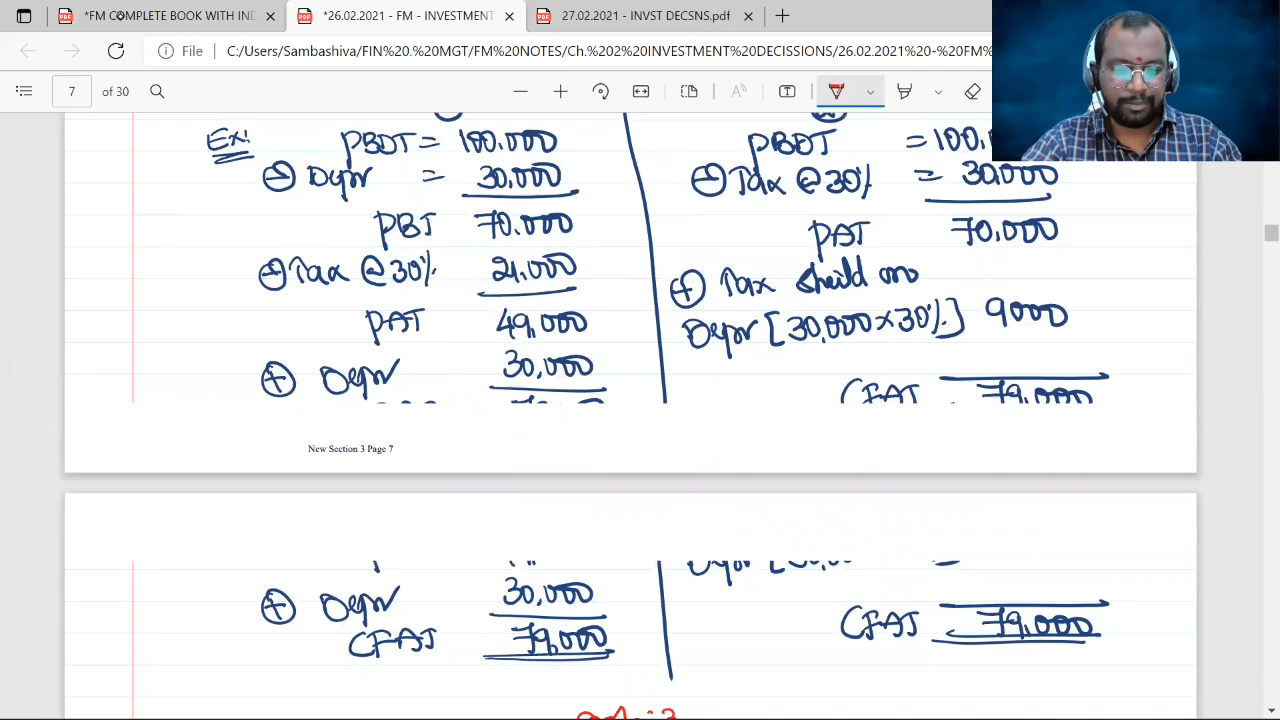 *FM COMPLETE BOOK WITH IND
*26.02.2021 - FM - INVESTMENT
27.02.2021 - INVST DECSNS.pdf
File
C:/Users/Sambashiva/FIN%20.%20MGT/FM%20NOTES/Ch.%202%20INVESTMENT%20DECISSIONS/26.02.2021%20-%20FM%
7 of 30
Ex:
PBDT = 100,000
⊖ Depr = 30,000
PBT 70,000
⊖ Tax @ 30% 21,000
PAT 49,000
⊕ Depr 30,000
PBDT = 100,
⊖ Tax @ 30% = 30,000
PAT 70,000
⊕ Tax sheild on
Depr [30,000 × 30%] 9000
CFAT 79,000
New Section 3 Page 7
⊕ Depr 30,000
CFAT 79,000
CFAT 79,000